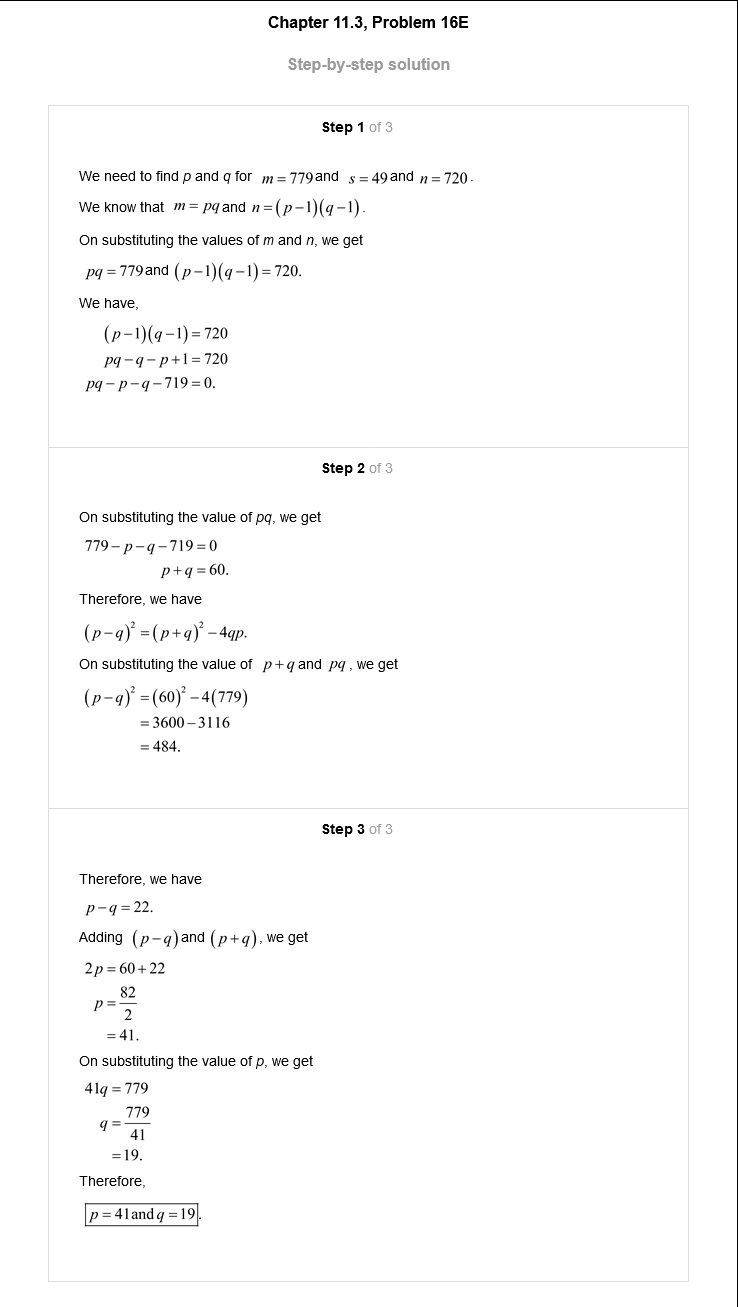 Chapter 11.3, Problem 16E
Step-by-step solution
Step 1 of 3
We need to find p and q for m = 779 and s = 49 and n = 720.
We know that m = pq and n = (p−1)(q−1).
On substituting the values of m and n, we get
pq = 779 and (p−1)(q−1) = 720.
We have,
(p−1)(q−1) = 720
pq − q − p + 1 = 720
pq − p − q − 719 = 0.
Step 2 of 3
On substituting the value of pq, we get
779 − p − q − 719 = 0
p + q = 60.
Therefore, we have
(p−q)² = (p+q)² − 4qp.
On substituting the value of p + q and pq, we get
(p−q)² = (60)² − 4(779)
= 3600 − 3116
= 484.
Step 3 of 3
Therefore, we have
p − q = 22.
Adding (p−q) and (p+q), we get
2p = 60 + 22
p = 82/2
= 41.
On substituting the value of p, we get
41q = 779
q = 779/41
= 19.
Therefore,
p = 41 and q = 19.